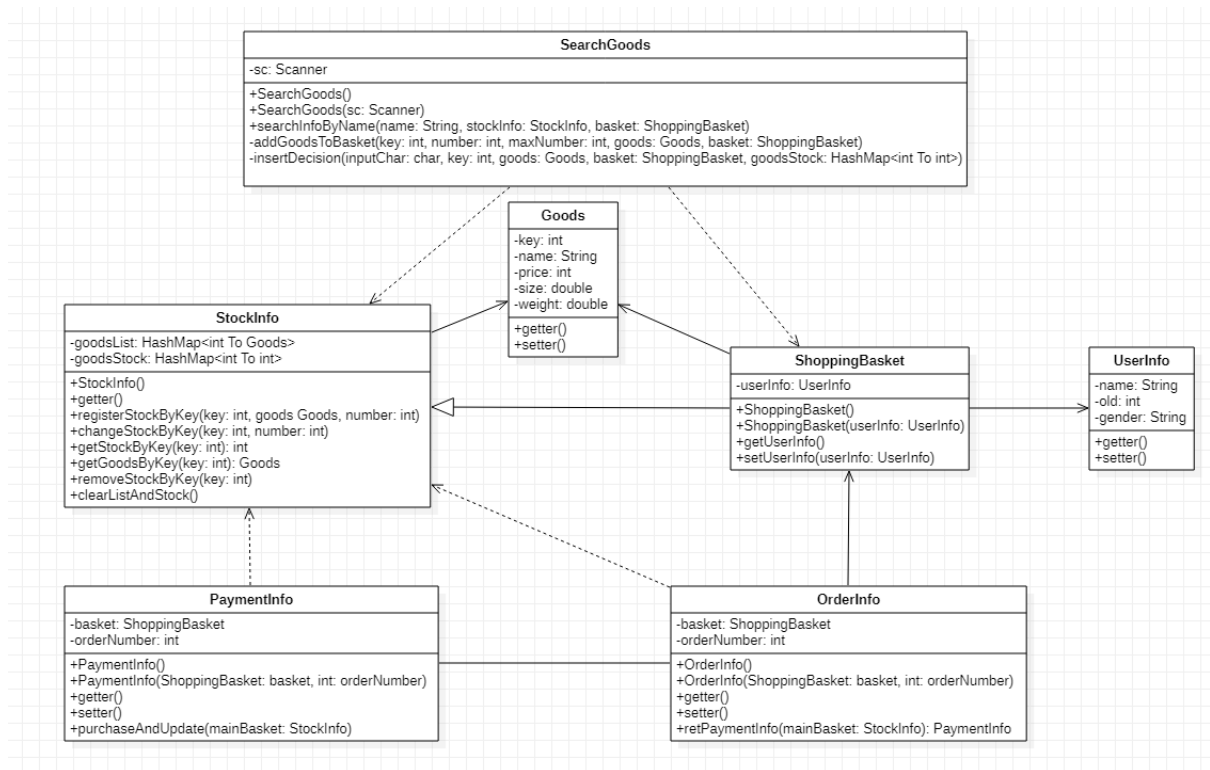 SearchGoods
-sc: Scanner
+SearchGoods()
+SearchGoods(sc: Scanner)
+searchInfoByName(name: String, stockInfo: StockInfo, basket: ShoppingBasket)
-addGoodsToBasket(key: int, number: int, maxNumber: int, goods: Goods, basket: ShoppingBasket)
-insertDecision(inputChar: char, key: int, goods: Goods, basket: ShoppingBasket, goodsStock: HashMap<int To int>)
Goods
-key: int
-name: String
-price: int
-size: double
-weight: double
+getter()
+setter()
StockInfo
-goodsList: HashMap<int To Goods>
-goodsStock: HashMap<int To int>
+StockInfo()
+getter()
+registerStockByKey(key: int, goods Goods, number: int)
+changeStockByKey(key: int, number: int)
+getStockByKey(key: int): int
+getGoodsByKey(key: int): Goods
+removeStockByKey(key: int)
+clearListAndStock()
ShoppingBasket
-userInfo: UserInfo
+ShoppingBasket()
+ShoppingBasket(userInfo: UserInfo)
+getUserInfo()
+setUserInfo(userInfo: UserInfo)
UserInfo
-name: String
-old: int
-gender: String
+getter()
+setter()
PaymentInfo
-basket: ShoppingBasket
-orderNumber: int
+PaymentInfo()
+PaymentInfo(ShoppingBasket: basket, int: orderNumber)
+getter()
+setter()
+purchaseAndUpdate(mainBasket: StockInfo)
OrderInfo
-basket: ShoppingBasket
-orderNumber: int
+OrderInfo()
+OrderInfo(ShoppingBasket: basket, int: orderNumber)
+getter()
+setter()
+retPaymentInfo(mainBasket: StockInfo): PaymentInfo